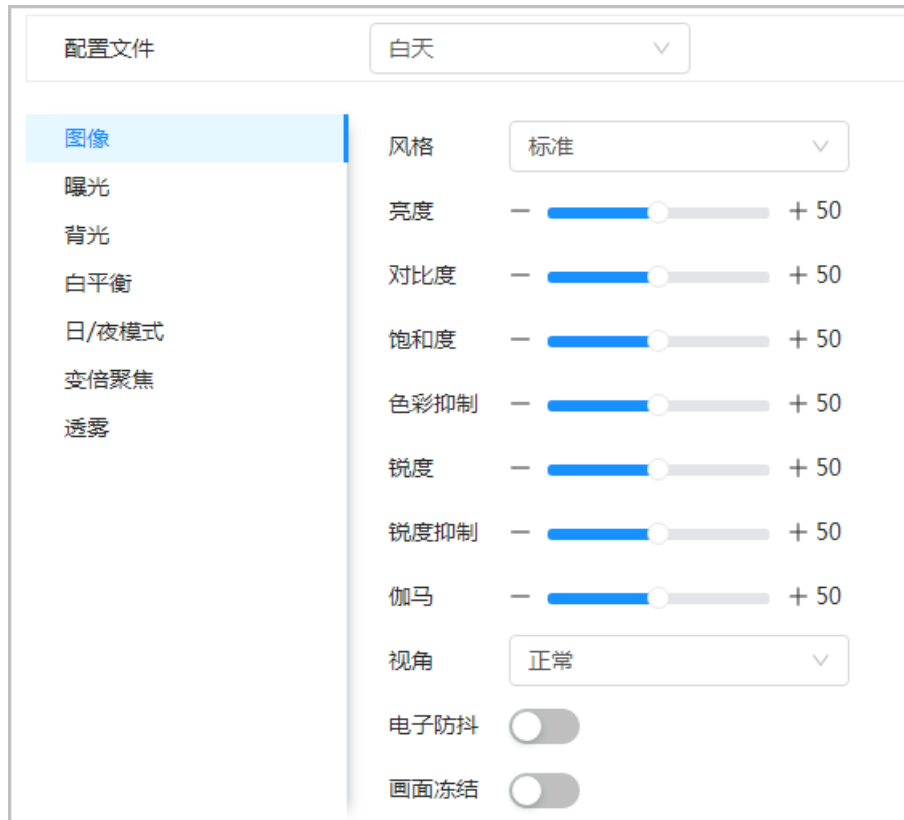 配置文件 白天
图像
曝光
背光
白平衡
日/夜模式
变倍聚焦
透雾
风格 标准
亮度 − + 50
对比度 − + 50
饱和度 − + 50
色彩抑制 − + 50
锐度 − + 50
锐度抑制 − + 50
伽马 − + 50
视角 正常
电子防抖
画面冻结